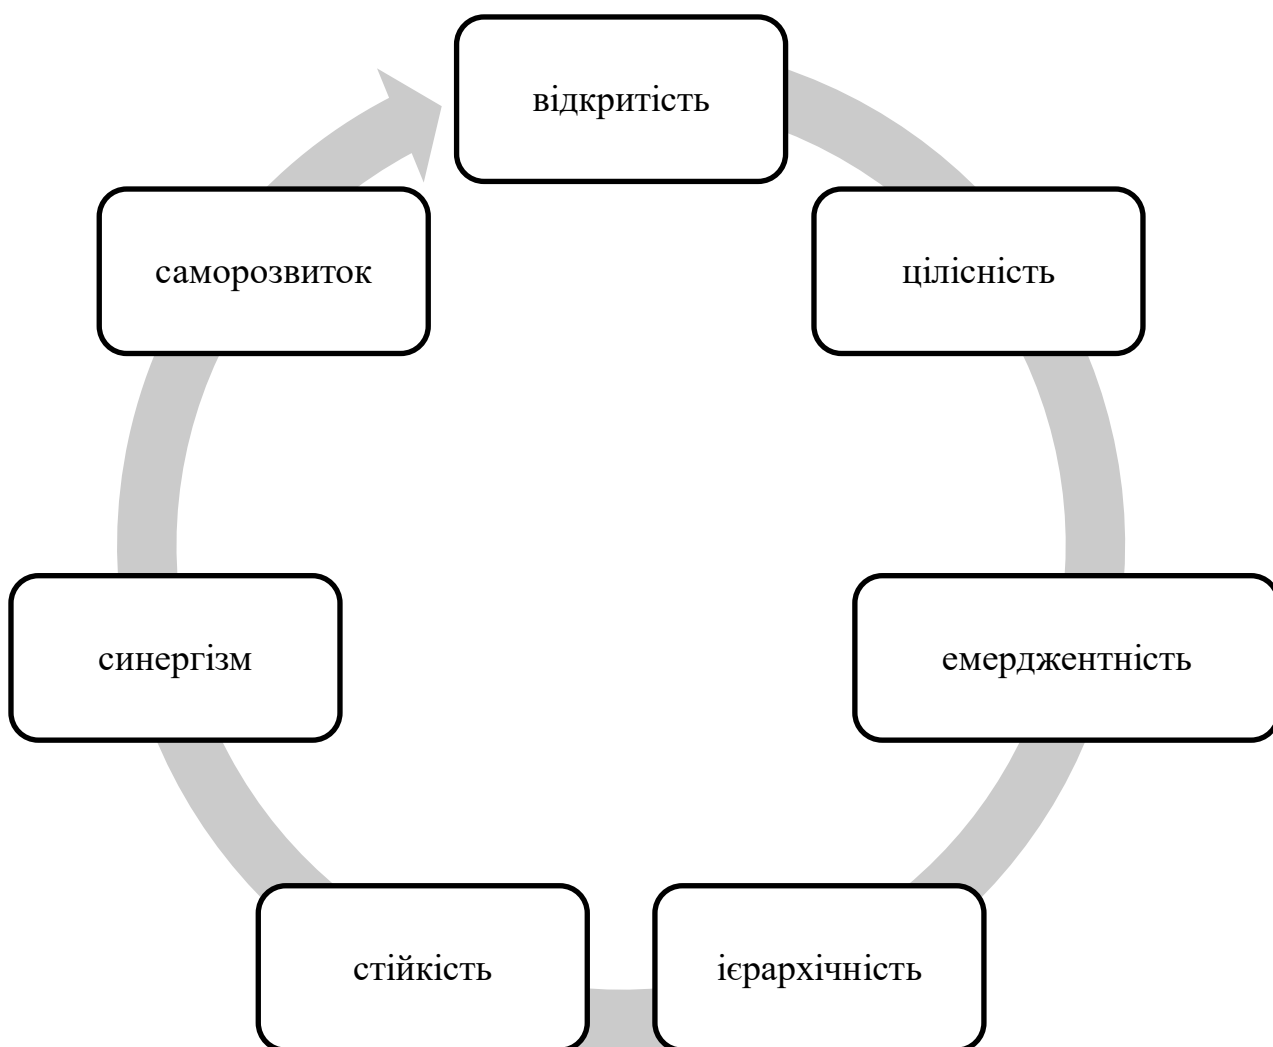 відкритість
цілісність
емерджентність
ієрархічність
стійкість
синергізм
саморозвиток